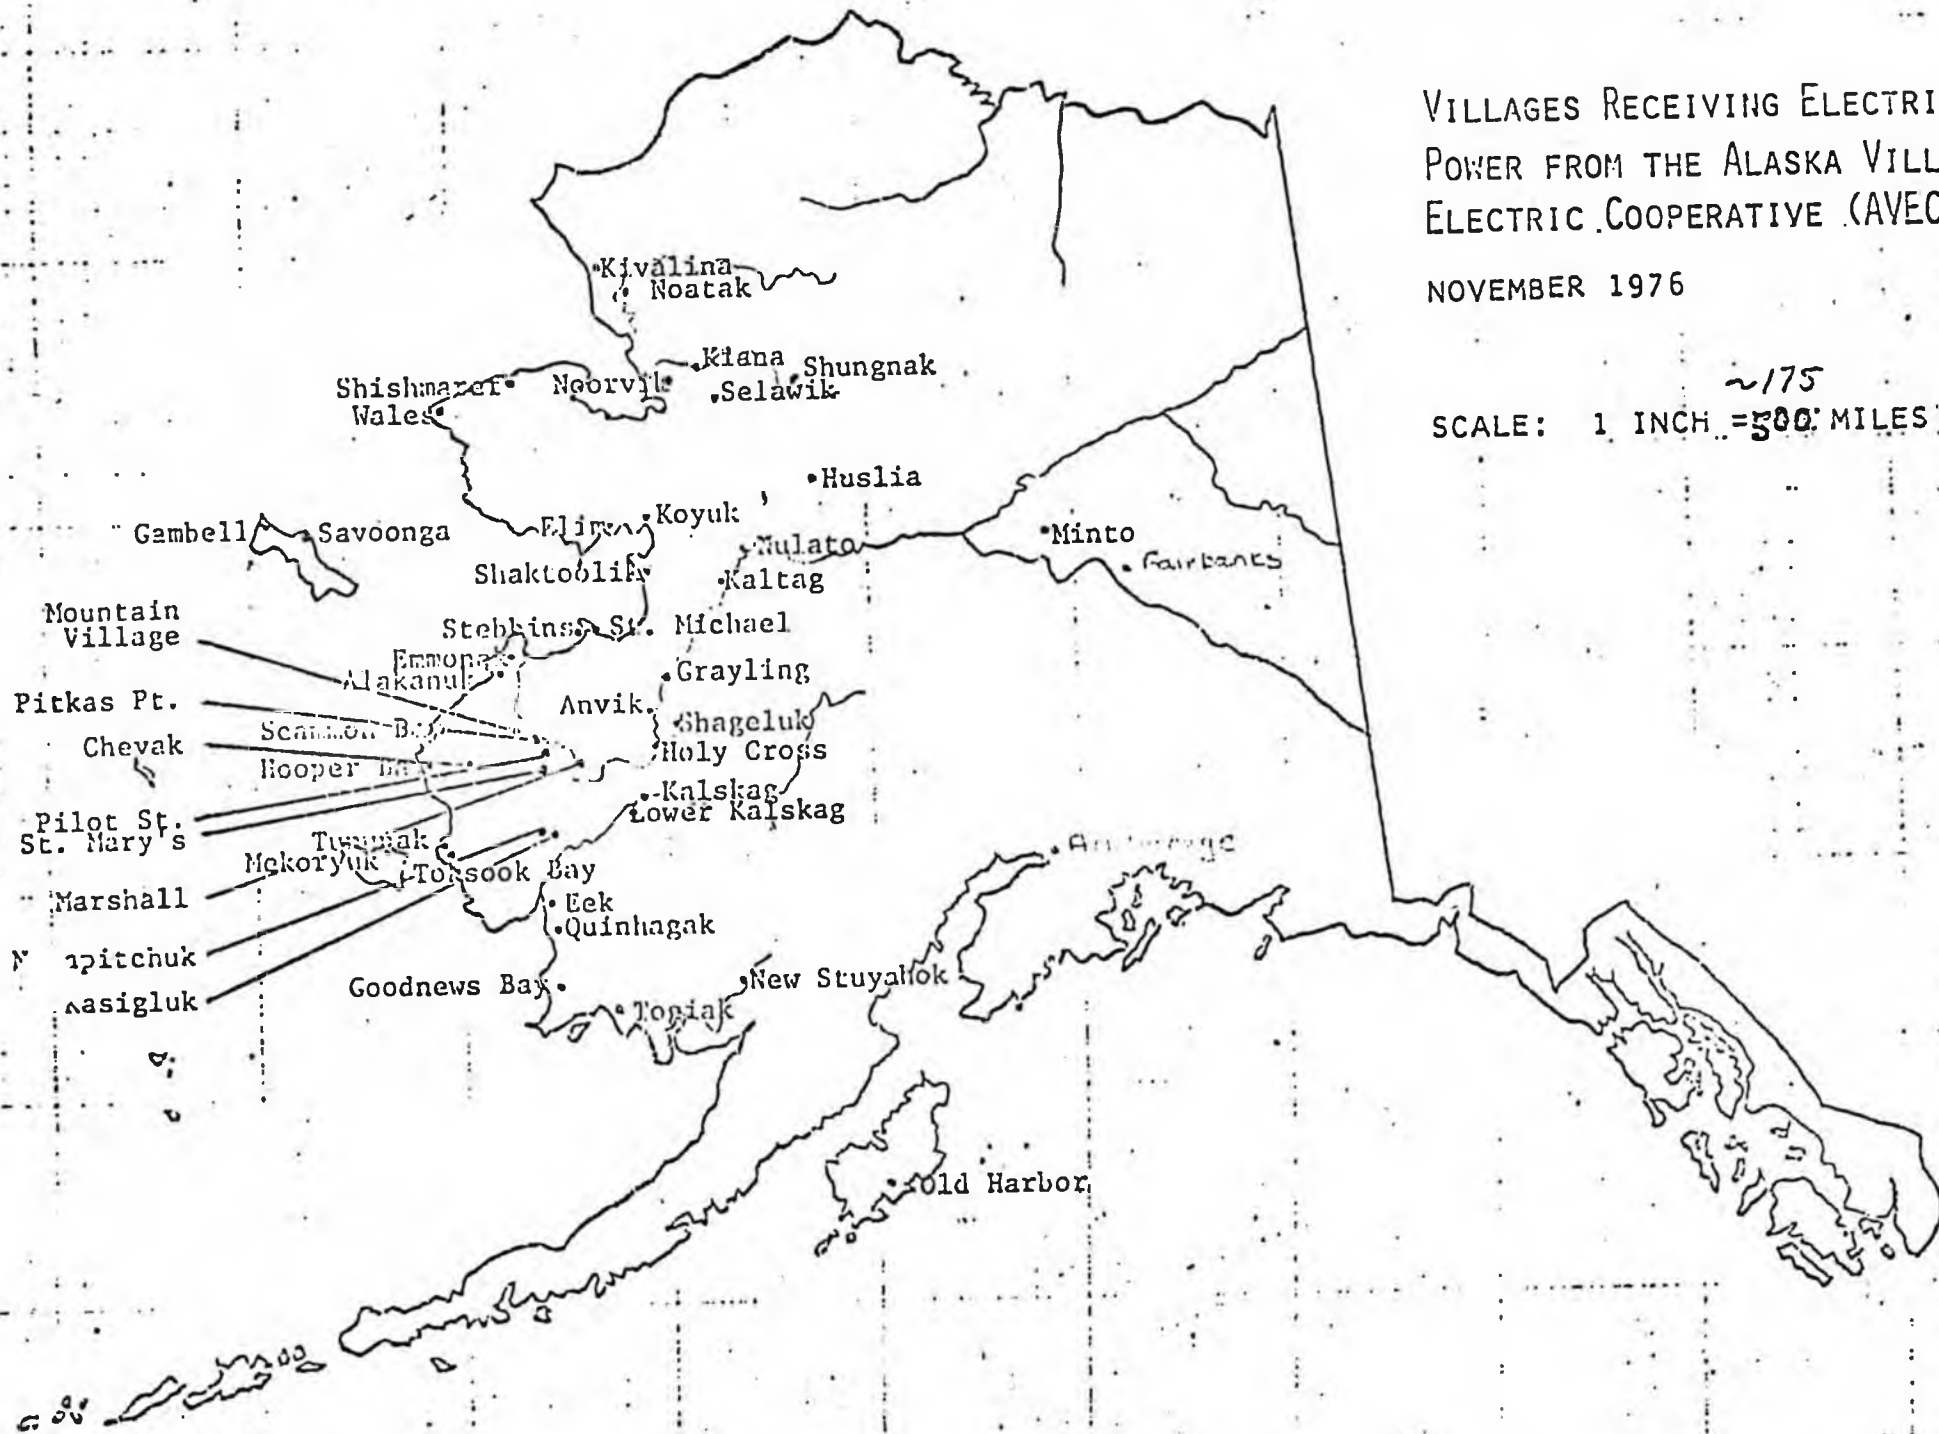 VILLAGES RECEIVING ELECTRI
POWER FROM THE ALASKA VILL
ELECTRIC COOPERATIVE (AVEC
NOVEMBER 1976
~175
SCALE: 1 INCH = 500 MILES
Kivalina
Noatak
Kiana
Shungnak
Shishmaref
Noorvik
Selawik
Wales
Huslia
Gambell
Savoonga
Elim
Koyuk
Minto
Nulato
Fairbanks
Shaktoolik
Kaltag
Mountain
Village
Stebbins
St. Michael
Emmonak
Alakanuk
Grayling
Pitkas Pt.
Anvik
Shageluk
Scammon B
Chevak
Holy Cross
Hooper
Kalskag
Lower Kalskag
Pilot St.
St. Mary's
Tununak
Anchorage
Mekoryuk
Toksook Bay
Marshall
Eek
Quinhagak
N apitchuk
Kasigluk
Goodnews Bay
New Stuyahok
Togiak
Old Harbor